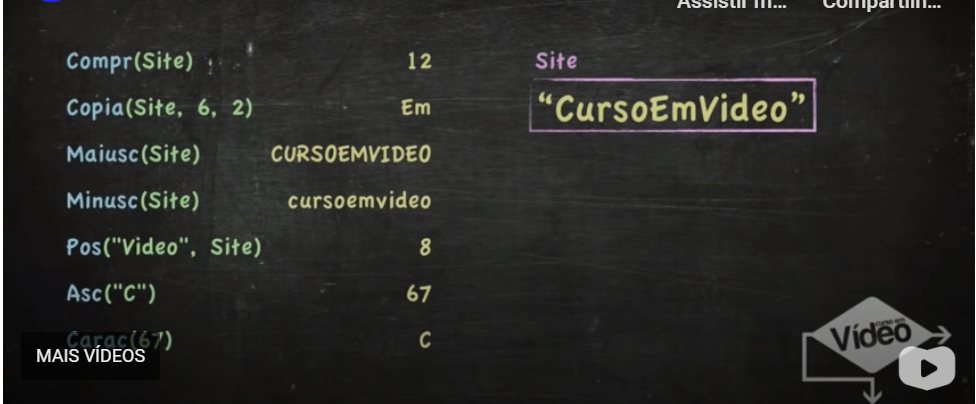 Assistir m...
Compartilh...
Compr(Site) 12
Copia(Site, 6, 2) Em
Maiusc(Site) CURSOEMVIDEO
Minusc(Site) cursoemvideo
Pos("Video", Site) 8
Asc("C") 67
Carac(67) C
Site
“CursoEmVideo”
MAIS VÍDEOS
curso em
Vídeo